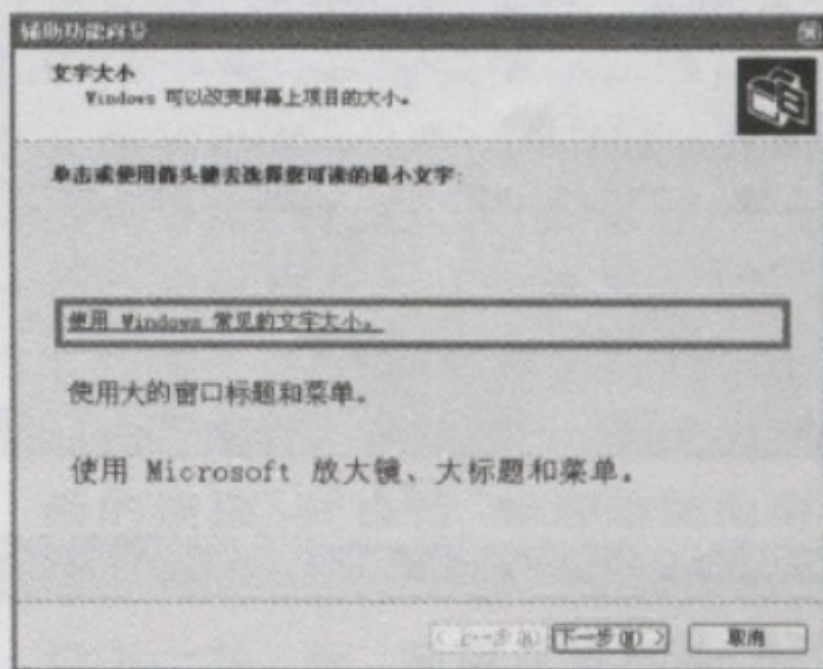 辅助功能向导
文字大小
Windows 可以改变屏幕上项目的大小。
单击或使用箭头键去选择您可读的最小文字:
使用 Windows 常见的文字大小。
使用大的窗口标题和菜单。
使用 Microsoft 放大镜、大标题和菜单。
< 上一步(B) 下一步(N) > 取消